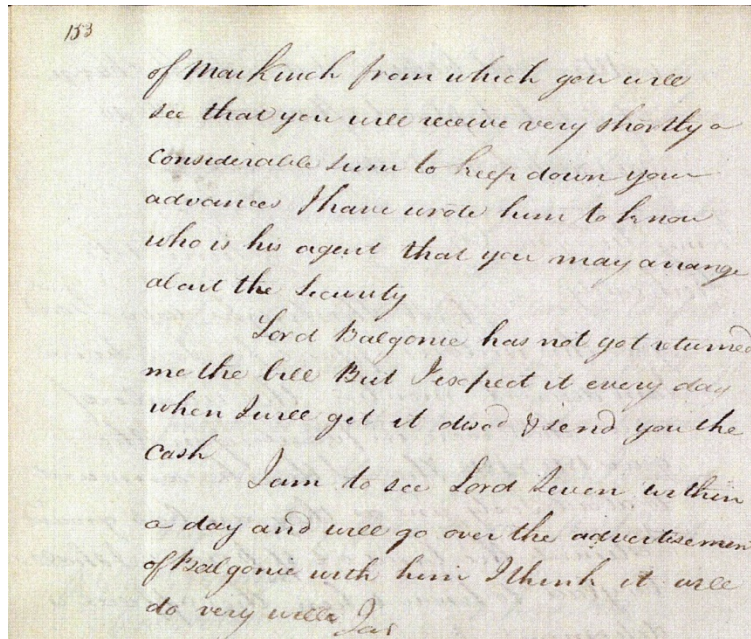 153
of Markinch from which you will
see that you will receive very shortly a
considerable sum to keep down your
advances I have wrote him to know
who is his agent that you may arrange
about the Security
Lord Balgonie has not yet returned
me the bill But I expect it every day
when I will get it discd & send you the
cash
I am to see Lord Leven within
a day and will go over the advertisemen
of Balgonie with him I think it will
do very well